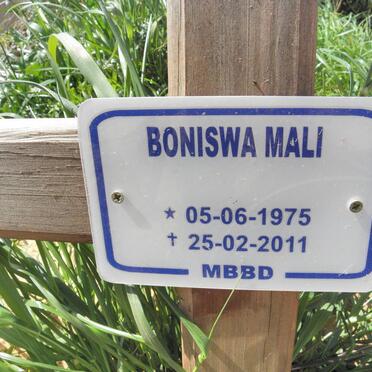 BONISWA MALI
★ 05-06-1975
✝ 25-02-2011
MBBD